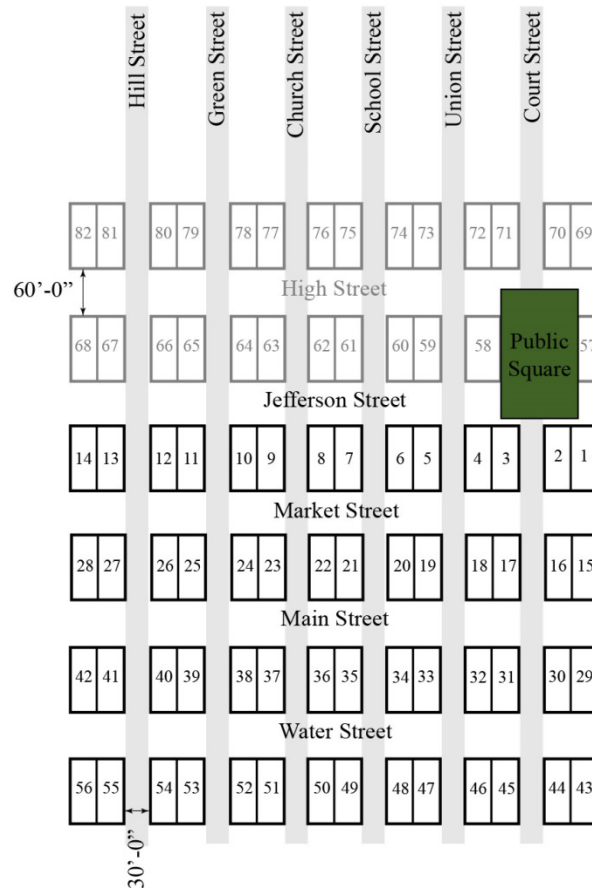 Hill Street
Green Street
Church Street
School Street
Union Street
Court Street
82 81 80 79 78 77 76 75 74 73 72 71 70 69
60’-0”
High Street
68 67 66 65 64 63 62 61 60 59 58 57
Public
Square
Jefferson Street
14 13 12 11 10 9 8 7 6 5 4 3 2 1
Market Street
28 27 26 25 24 23 22 21 20 19 18 17 16 15
Main Street
42 41 40 39 38 37 36 35 34 33 32 31 30 29
Water Street
56 55 54 53 52 51 50 49 48 47 46 45 44 43
30’-0”